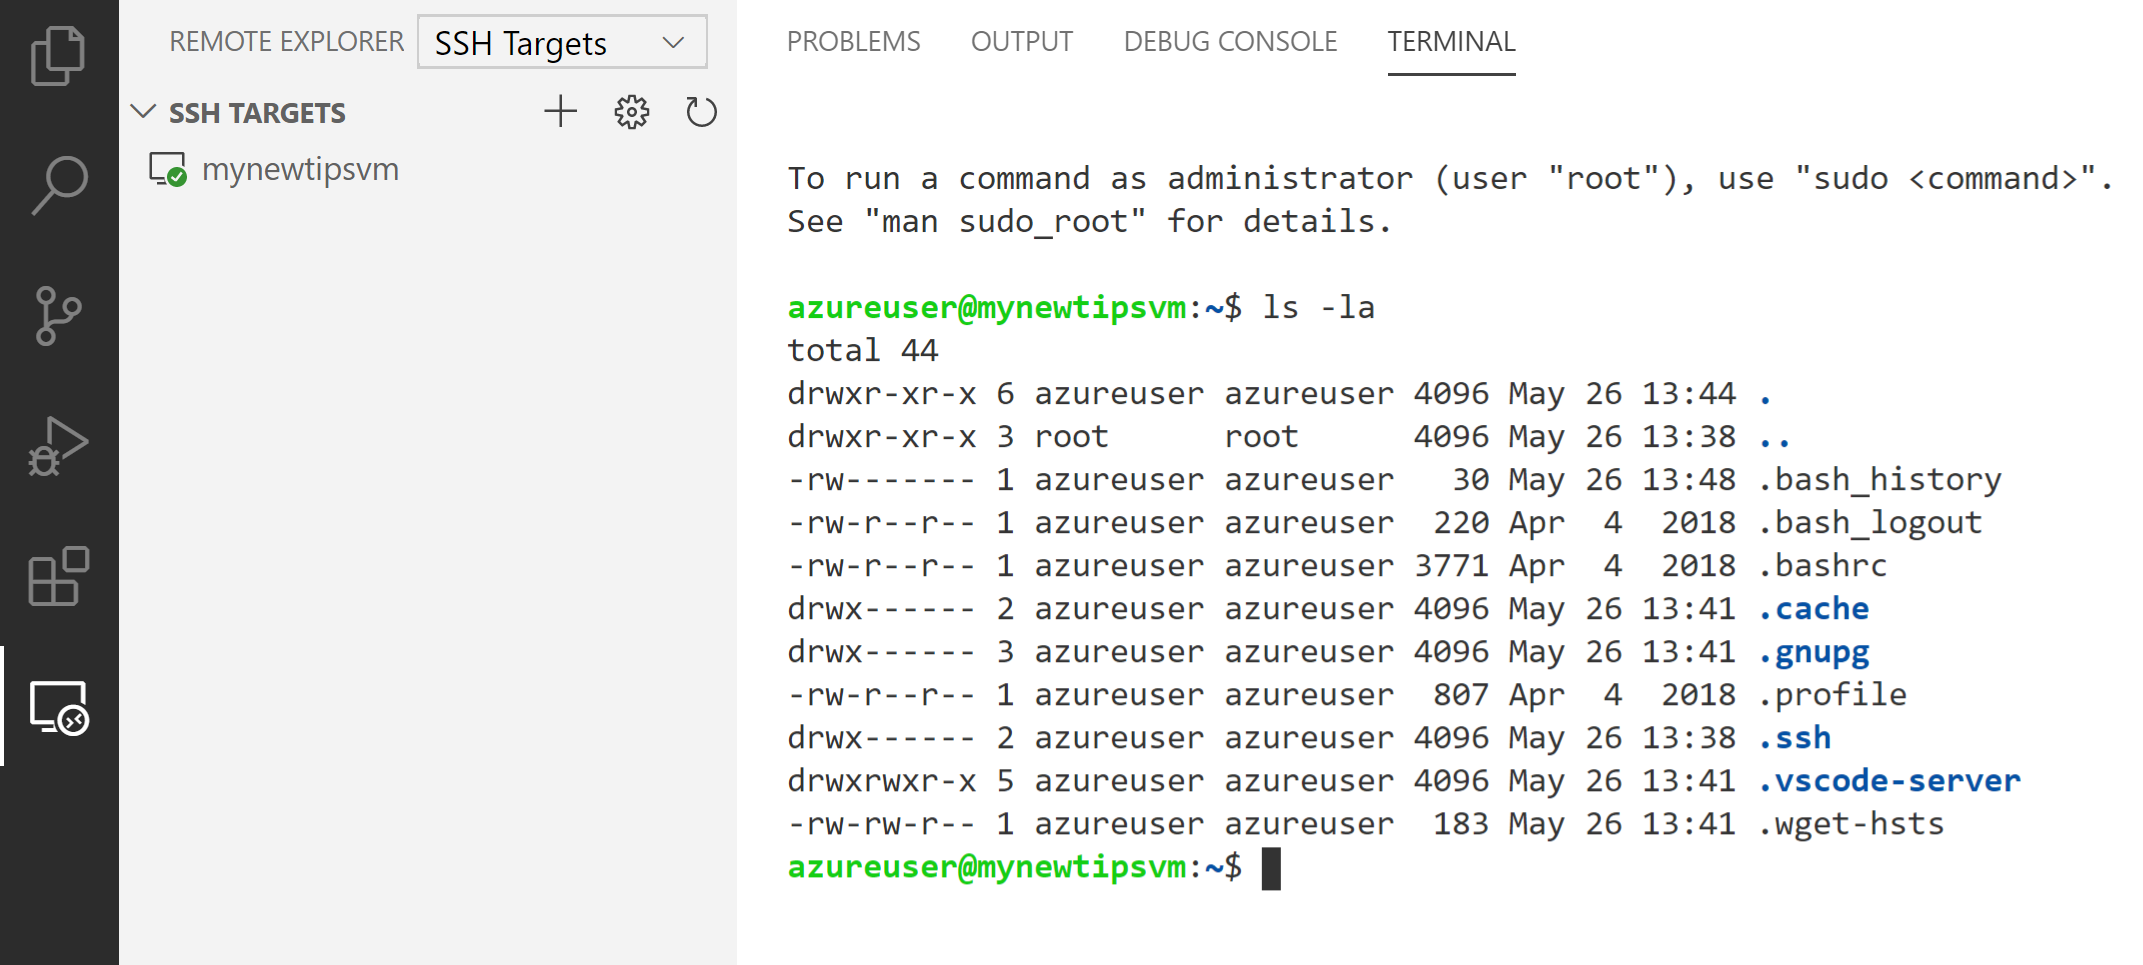 REMOTE EXPLORER SSH Targets
SSH TARGETS
mynewtipsvm
PROBLEMS OUTPUT DEBUG CONSOLE TERMINAL
To run a command as administrator (user "root"), use "sudo <command>".
See "man sudo_root" for details.
azureuser@mynewtipsvm:~$ ls -la
total 44
drwxr-xr-x 6 azureuser azureuser 4096 May 26 13:44 .
drwxr-xr-x 3 root      root      4096 May 26 13:38 ..
-rw------- 1 azureuser azureuser   30 May 26 13:48 .bash_history
-rw-r--r-- 1 azureuser azureuser  220 Apr  4  2018 .bash_logout
-rw-r--r-- 1 azureuser azureuser 3771 Apr  4  2018 .bashrc
drwx------ 2 azureuser azureuser 4096 May 26 13:41 .cache
drwx------ 3 azureuser azureuser 4096 May 26 13:41 .gnupg
-rw-r--r-- 1 azureuser azureuser  807 Apr  4  2018 .profile
drwx------ 2 azureuser azureuser 4096 May 26 13:38 .ssh
drwxrwxr-x 5 azureuser azureuser 4096 May 26 13:41 .vscode-server
-rw-rw-r-- 1 azureuser azureuser  183 May 26 13:41 .wget-hsts
azureuser@mynewtipsvm:~$